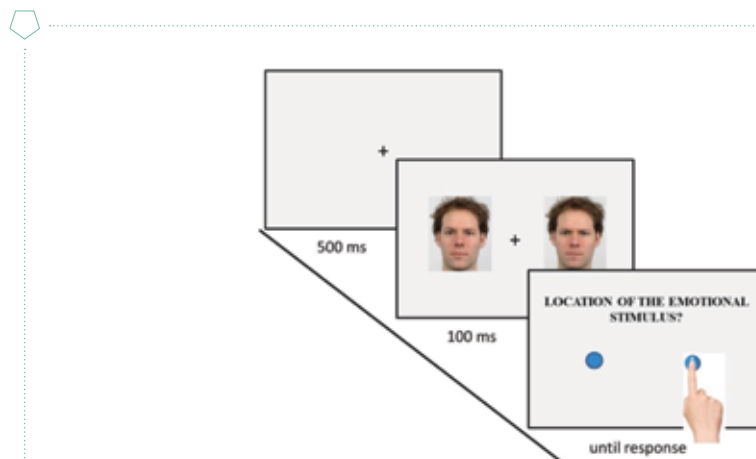 +
500 ms
+
100 ms
LOCATION OF THE EMOTIONAL
STIMULUS?
until response